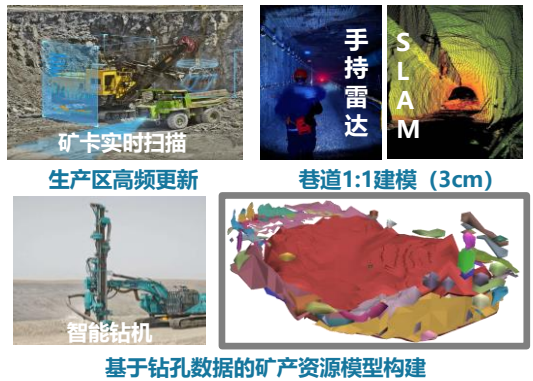 手持雷达
SLAM
矿卡实时扫描
生产区高频更新
巷道1:1建模（3cm）
智能钻机
基于钻孔数据的矿产资源模型构建